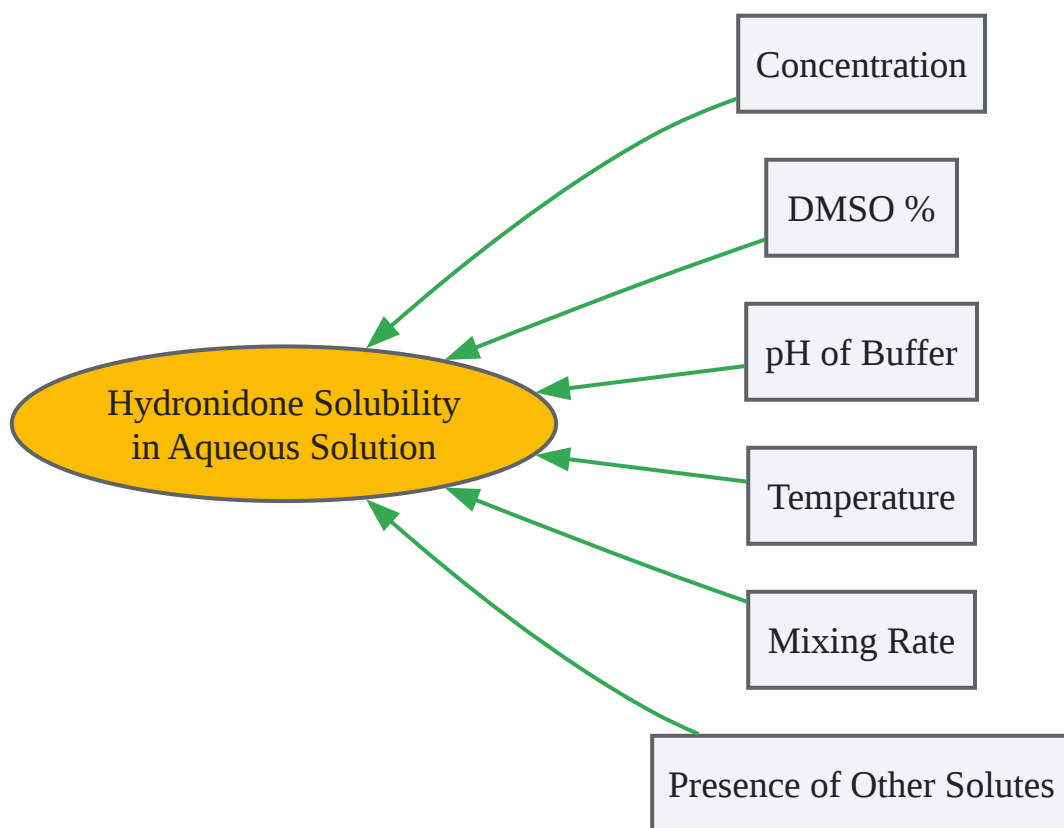 Concentration
DMSO %
pH of Buffer
Hydronidone Solubility
in Aqueous Solution
Temperature
Mixing Rate
Presence of Other Solutes